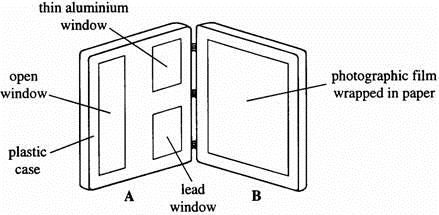 thin aluminium
window
open
window
plastic
case
photographic film
wrapped in paper
A
lead
window
B